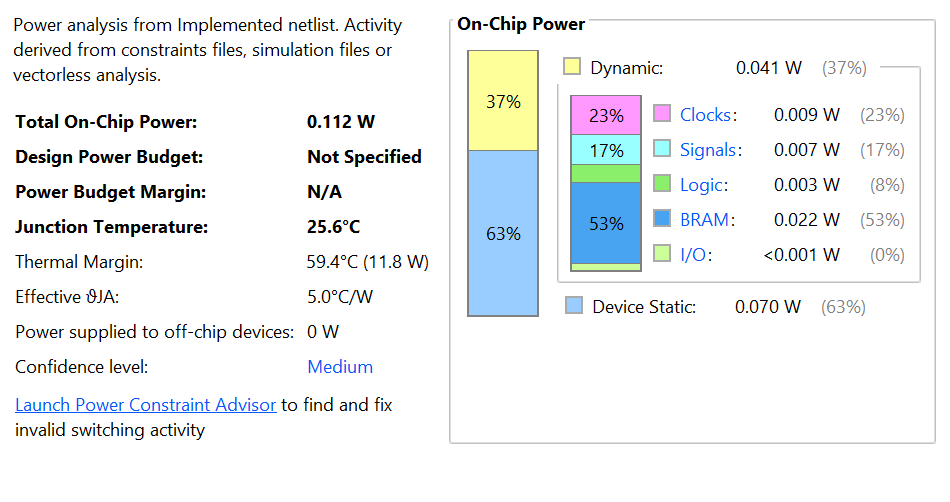 Power analysis from Implemented netlist. Activity
derived from constraints files, simulation files or
vectorless analysis.
Total On-Chip Power: 0.112 W
Design Power Budget: Not Specified
Power Budget Margin: N/A
Junction Temperature: 25.6°C
Thermal Margin: 59.4°C (11.8 W)
Effective ϑJA: 5.0°C/W
Power supplied to off-chip devices: 0 W
Confidence level: Medium
Launch Power Constraint Advisor to find and fix
invalid switching activity
On-Chip Power
37%
63%
Dynamic: 0.041 W (37%)
23%
17%
53%
Clocks: 0.009 W (23%)
Signals: 0.007 W (17%)
Logic: 0.003 W (8%)
BRAM: 0.022 W (53%)
I/O: <0.001 W (0%)
Device Static: 0.070 W (63%)